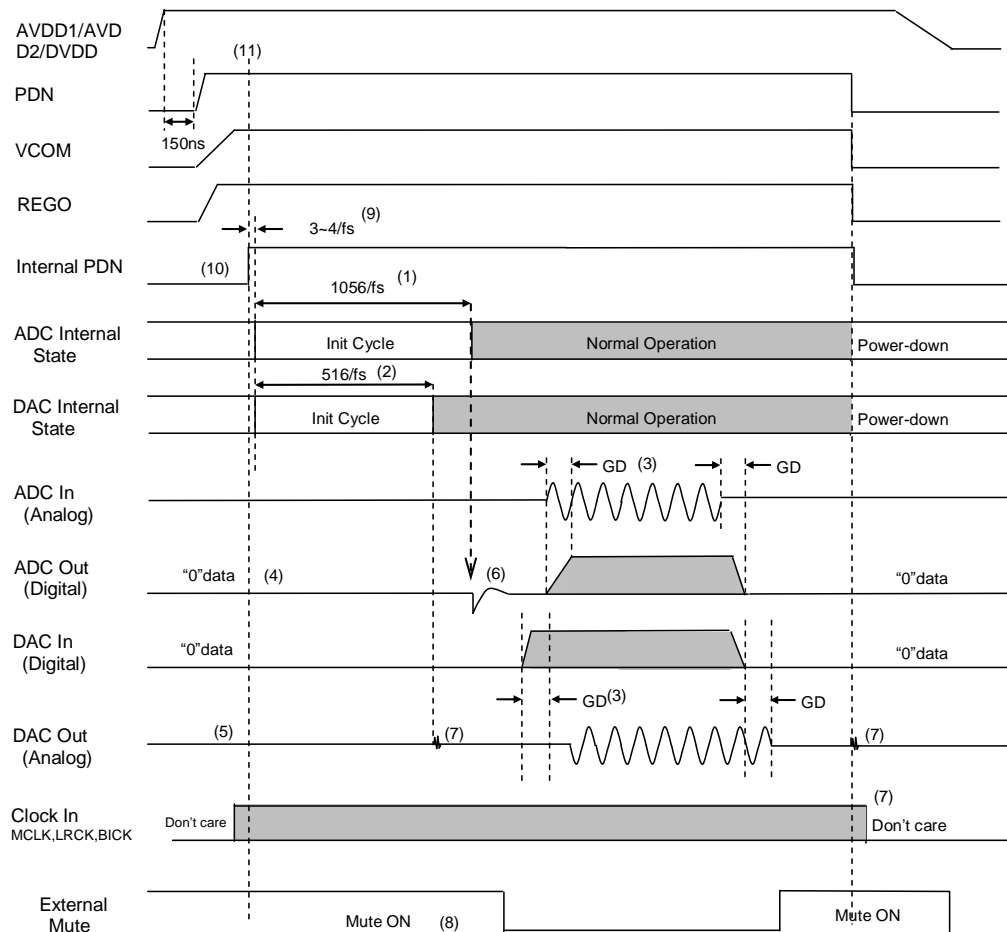 AVDD1/AVD
D2/DVDD
(11)
PDN
150ns
VCOM
REGO
3~4/fs (9)
Internal PDN
(10)
1056/fs (1)
ADC Internal
State
Init Cycle
Normal Operation
Power-down
516/fs (2)
DAC Internal
State
Init Cycle
Normal Operation
Power-down
GD (3)
GD
ADC In
(Analog)
ADC Out
(Digital)
“0”data
(4)
(6)
“0”data
DAC In
(Digital)
“0”data
“0”data
GD(3)
GD
DAC Out
(Analog)
(5)
(7)
(7)
Clock In
MCLK,LRCK,BICK
Don’t care
(7)
Don’t care
External
Mute
Mute ON (8)
Mute ON